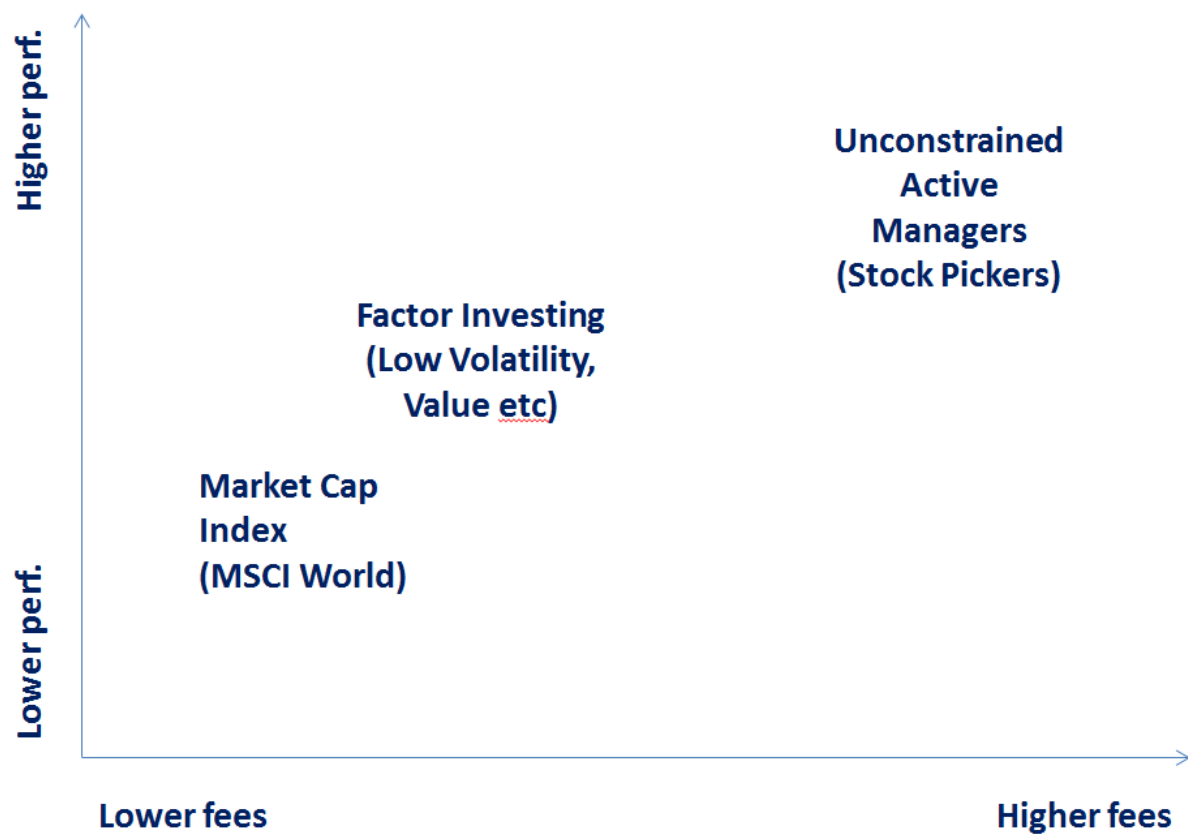 Higher perf.
Unconstrained
Active
Managers
(Stock Pickers)
Factor Investing
(Low Volatility,
Value etc)
Market Cap
Index
(MSCI World)
Lower perf.
Lower fees
Higher fees